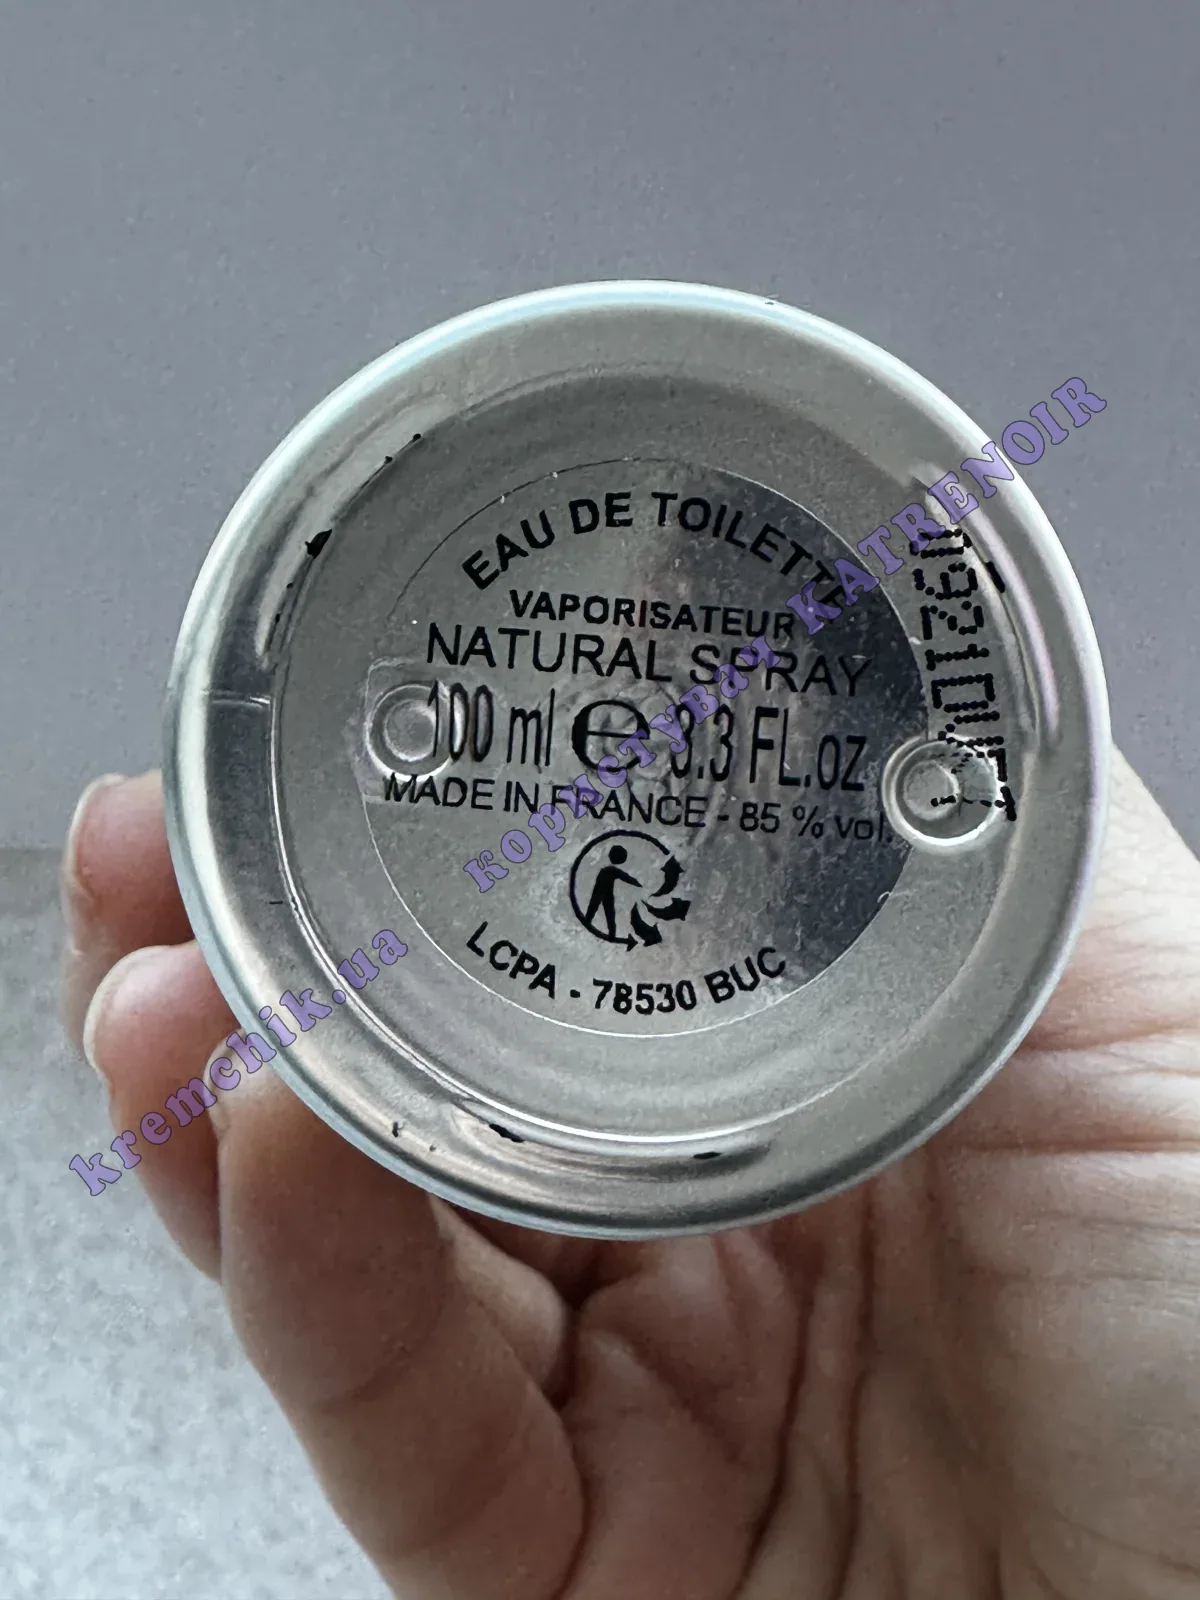 EAU DE TOILETTE
VAPORISATEUR
NATURAL SPRAY
100 ml e 3.3 FL.oz
MADE IN FRANCE - 85 % vol.
LCPA - 78530 BUC
kremchik.ua користувач KATRENOIR